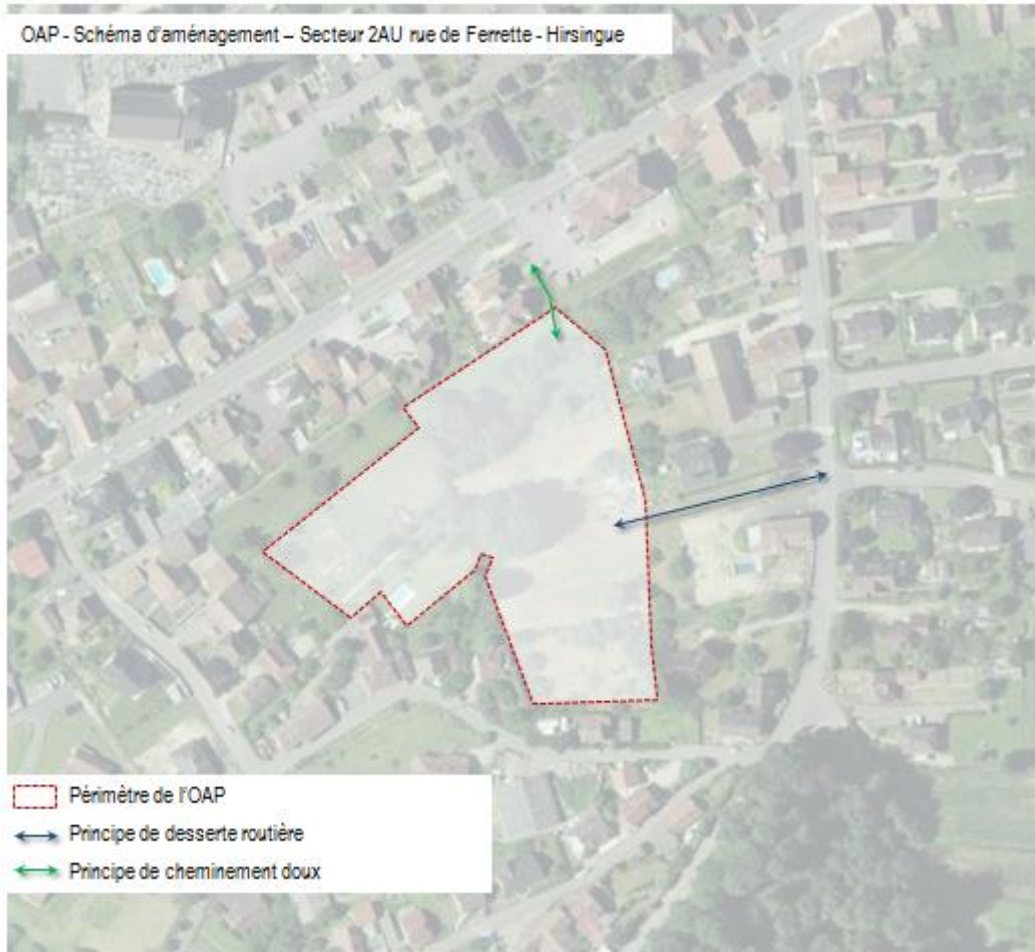 OAP - Schéma d'aménagement – Secteur 2AU rue de Ferrette - Hirsingue
Périmètre de l'OAP
Principe de desserte routière
Principe de cheminement doux